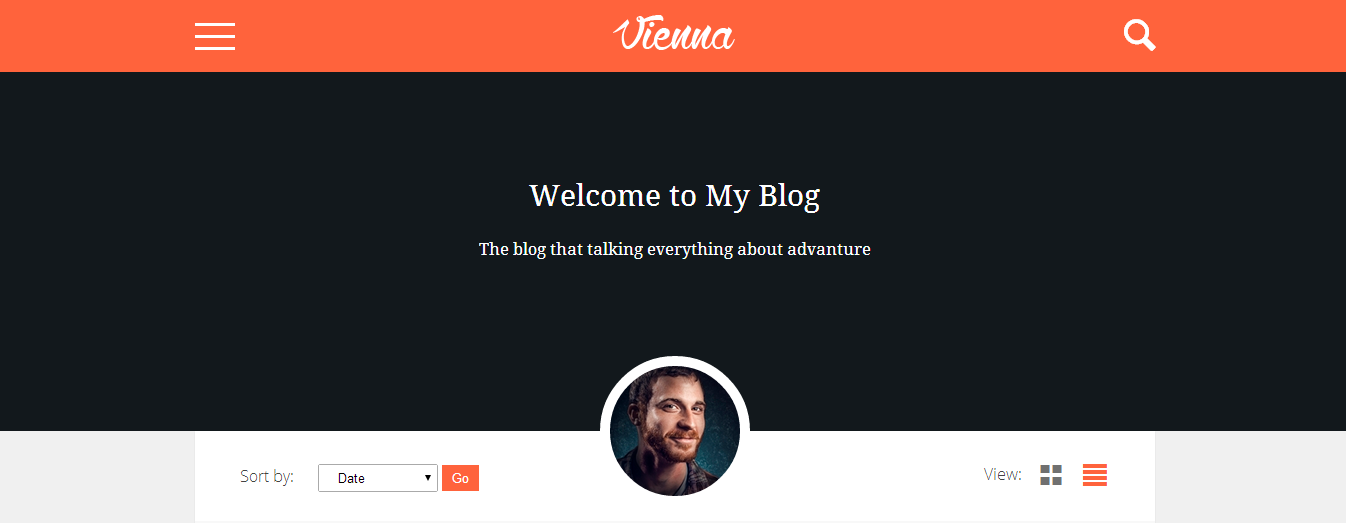 Vienna
Welcome to My Blog
The blog that talking everything about advanture
Sort by: Date Go View: